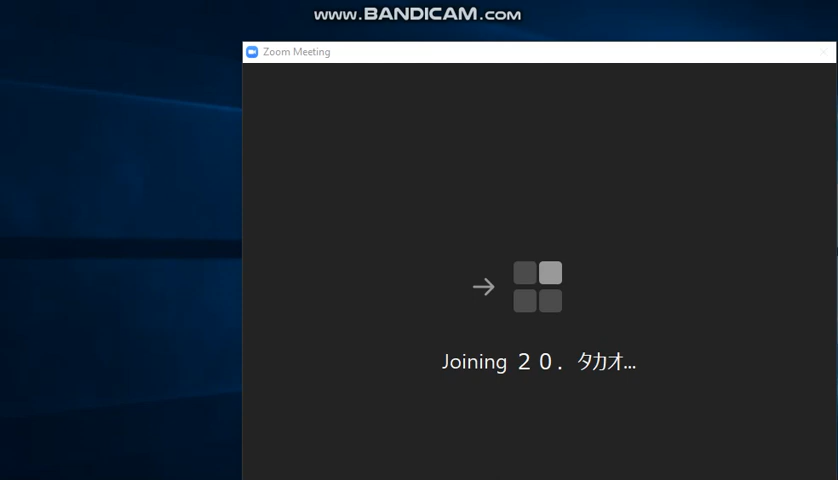 www.BANDICAM.com
Zoom Meeting
Joining ２０． タカオ...